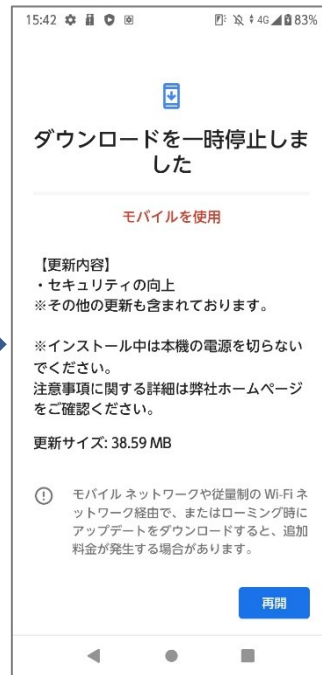 15:42 4G 83%
ダウンロードを一時停止しま
した
モバイルを使用
【更新内容】
・セキュリティの向上
※その他の更新も含まれております。
※インストール中は本機の電源を切らない
でください。
注意事項に関する詳細は弊社ホームページ
をご確認ください。
更新サイズ: 38.59 MB
モバイル ネットワークや従量制の Wi-Fi ネ
ットワーク経由で、またはローミング時に
アップデートをダウンロードすると、追加
料金が発生する場合があります。
再開